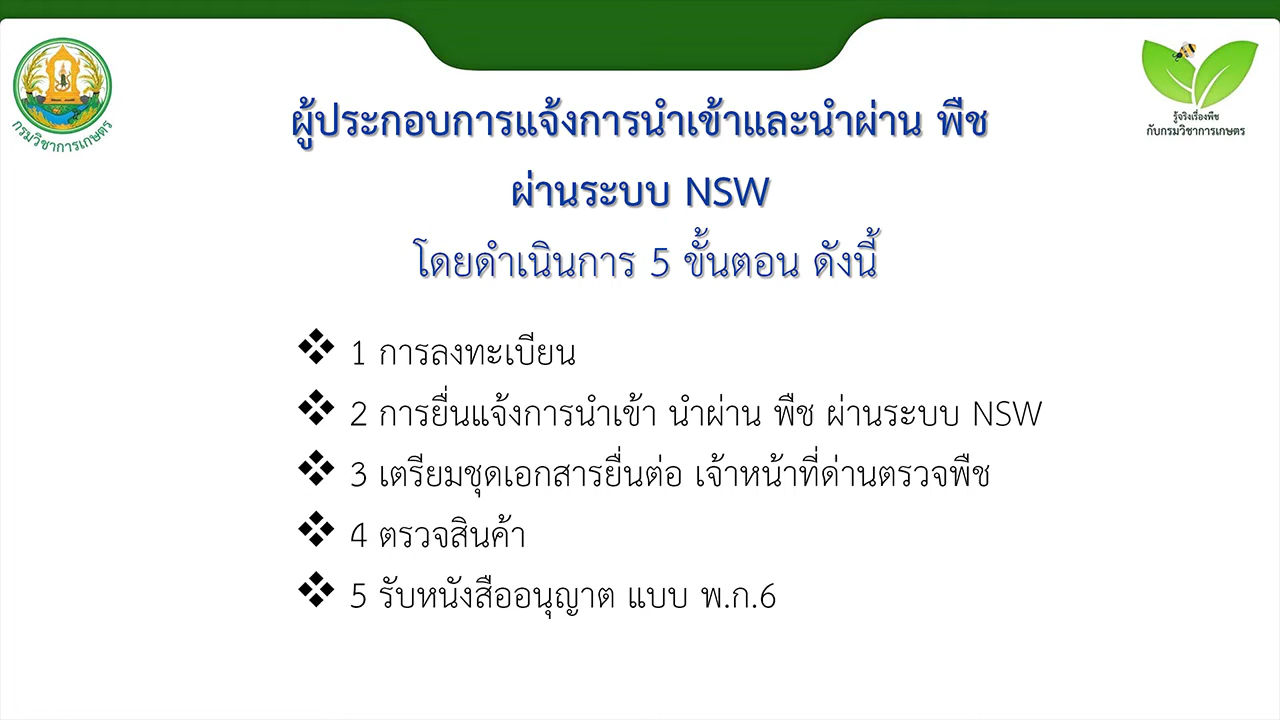 กรมวิชาการเกษตร
รู้จริงเรื่องพืช
กับกรมวิชาการเกษตร
ผู้ประกอบการแจ้งการนำเข้าและนำผ่าน พืช
ผ่านระบบ NSW
โดยดำเนินการ 5 ขั้นตอน ดังนี้
❖ 1 การลงทะเบียน
❖ 2 การยื่นแจ้งการนำเข้า นำผ่าน พืช ผ่านระบบ NSW
❖ 3 เตรียมชุดเอกสารยื่นต่อ เจ้าหน้าที่ด่านตรวจพืช
❖ 4 ตรวจสินค้า
❖ 5 รับหนังสืออนุญาต แบบ พ.ก.6